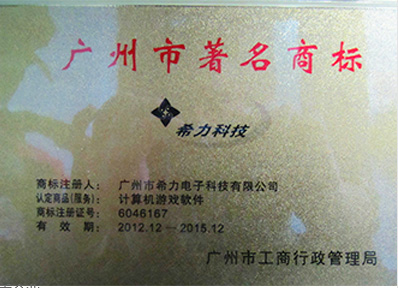 广州市著名商标
希力科技
商标注册人： 广州市希力电子科技有限公司
认定商品(服务)： 计算机游戏软件
商标注册证号： 6046167
有 效 期： 2012.12－2015.12
广州市工商行政管理局